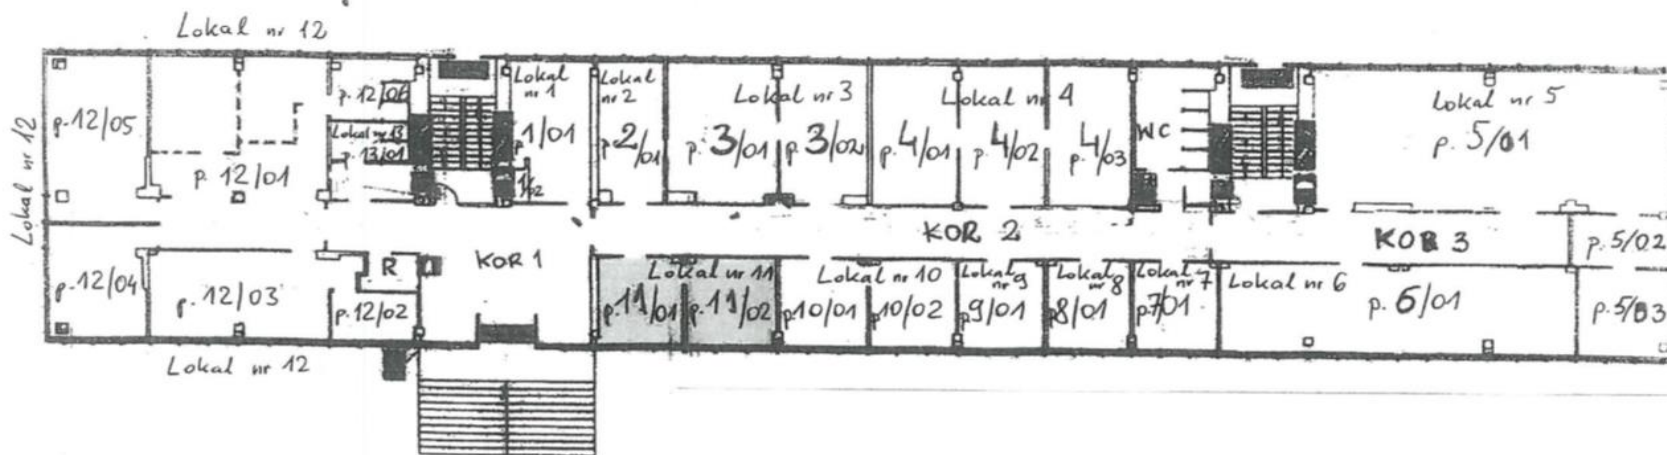 Lokal nr 12
Lokal nr 12
p.12/05
p. 12/01
p. 12/06
Lokal nr 13
p. 13/01
Lokal
nr 1
p. 1/01
1/02
Lokal
nr 2
p. 2/01
Lokal nr 3
p. 3/01
p. 3/02
Lokal nr 4
p. 4/01
p. 4/02
p. 4/03
WC
Lokal nr 5
p. 5/01
KOR 1
KOR 2
KOR 3
p. 5/02
p. 12/04
p. 12/03
R
p. 12/02
Lokal nr 11
p. 11/01
p. 11/02
Lokal nr 10
p. 10/01
p. 10/02
Lokal
nr 9
p. 9/01
Lokal
nr 8
p. 8/01
Lokal
nr 7
p. 7/01
Lokal nr 6
p. 6/01
p. 5/03
Lokal nr 12